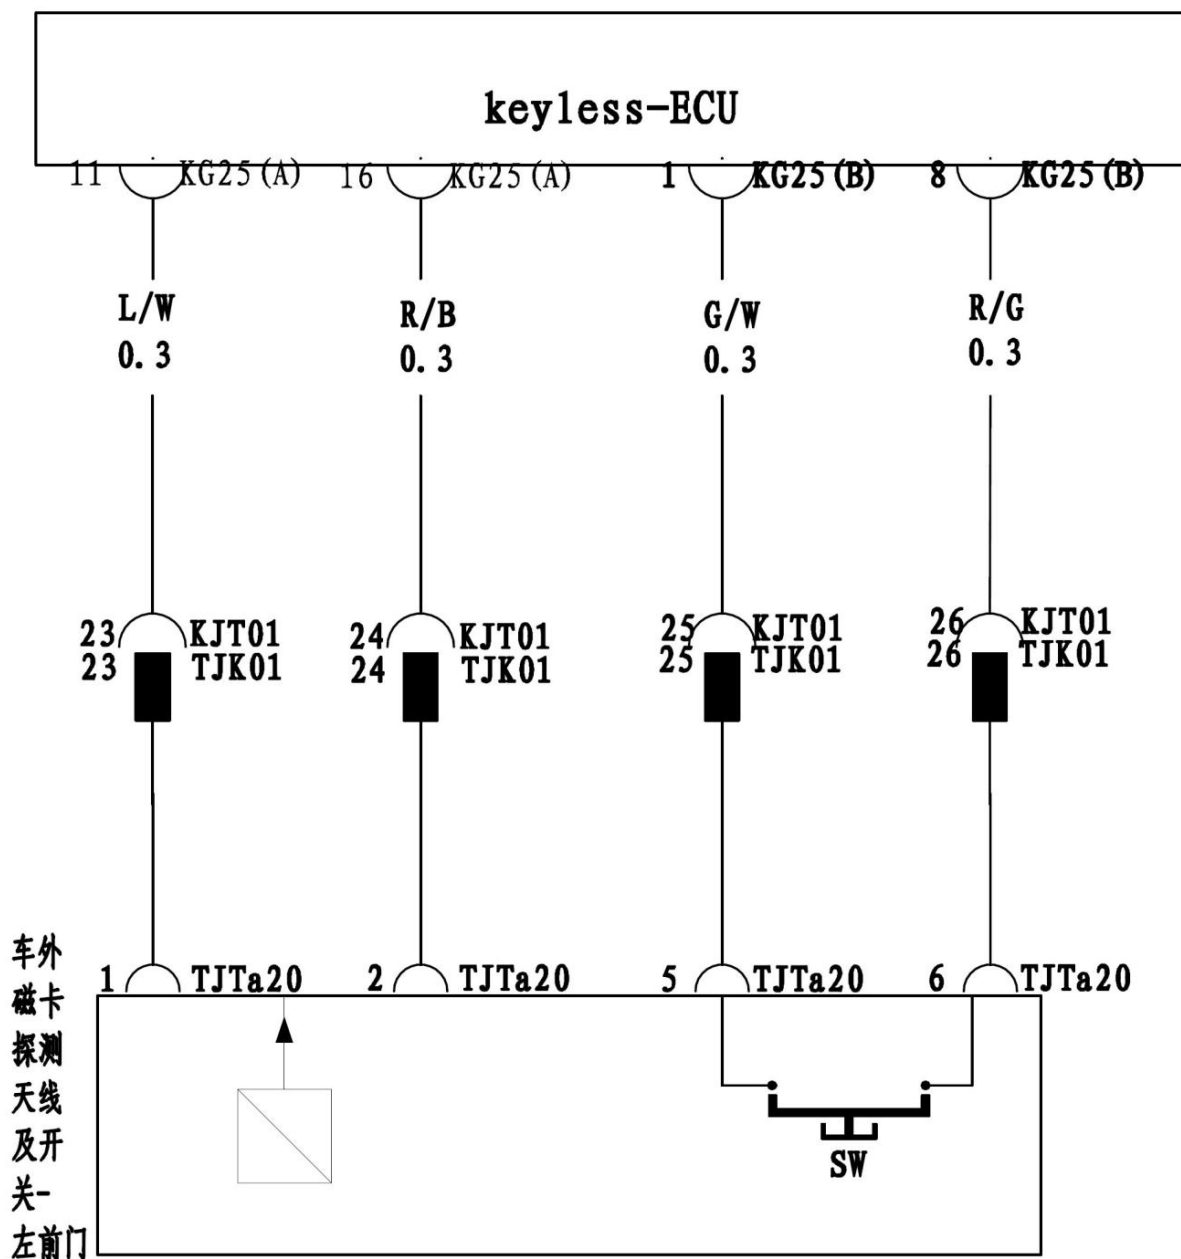 keyless-ECU
11 KG25(A) 16 KG25(A) 1 KG25(B) 8 KG25(B)
L/W R/B G/W R/G
0.3 0.3 0.3 0.3
23 KJT01 24 KJT01 25 KJT01 26 KJT01
23 TJK01 24 TJK01 25 TJK01 26 TJK01
1 TJTa20 2 TJTa20 5 TJTa20 6 TJTa20
车外
磁卡
探测
天线
及开
关-
左前门
SW